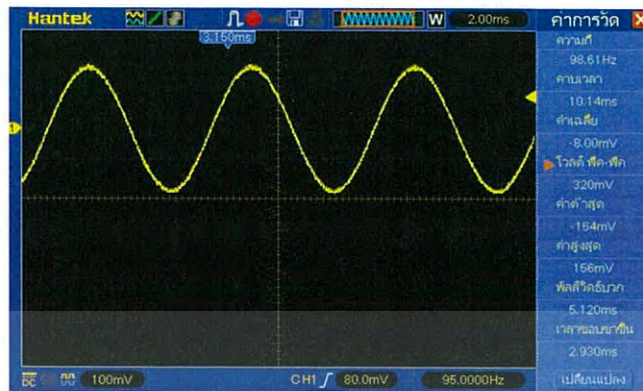 Hantek W 2.00ms ค่าการวัด
3.150ms
ความถี่
98.61Hz
คาบเวลา
10.14ms
ค่าเฉลี่ย
-8.00mV
โวลต์ พีค-พีค
320mV
ค่าต่ำสุด
-164mV
ค่าสูงสุด
156mV
พัลส์วิดธ์บวก
5.120ms
เวลาขอบขาขึ้น
2.930ms
เปลี่ยนแปลง
1
DC 100mV CH1 80.0mV 95.0000Hz